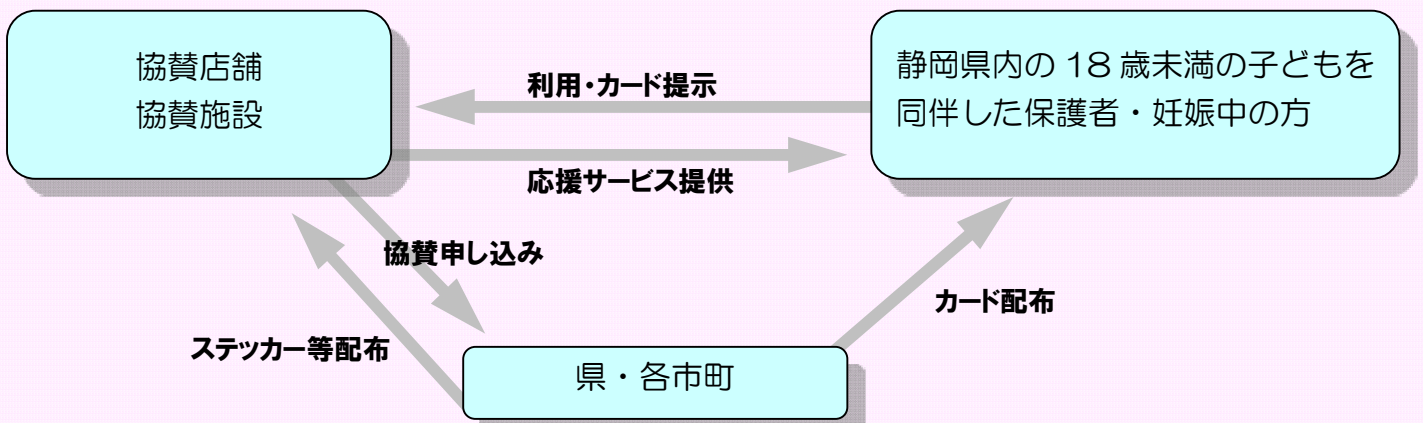 協賛店舗
協賛施設
静岡県内の 18 歳未満の子どもを
同伴した保護者・妊娠中の方
利用・カード提示
応援サービス提供
協賛申し込み
カード配布
ステッカー等配布
県・各市町